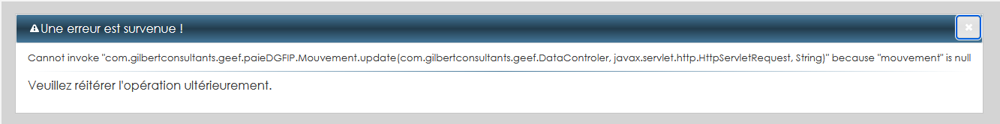 Une erreur est survenue !
Cannot invoke "com.gilbertconsultants.geef.paieDGFIP.Mouvement.update(com.gilbertconsultants.geef.DataControler, javax.servlet.http.HttpServletRequest, String)" because "mouvement" is null
Veuillez réitérer l'opération ultérieurement.